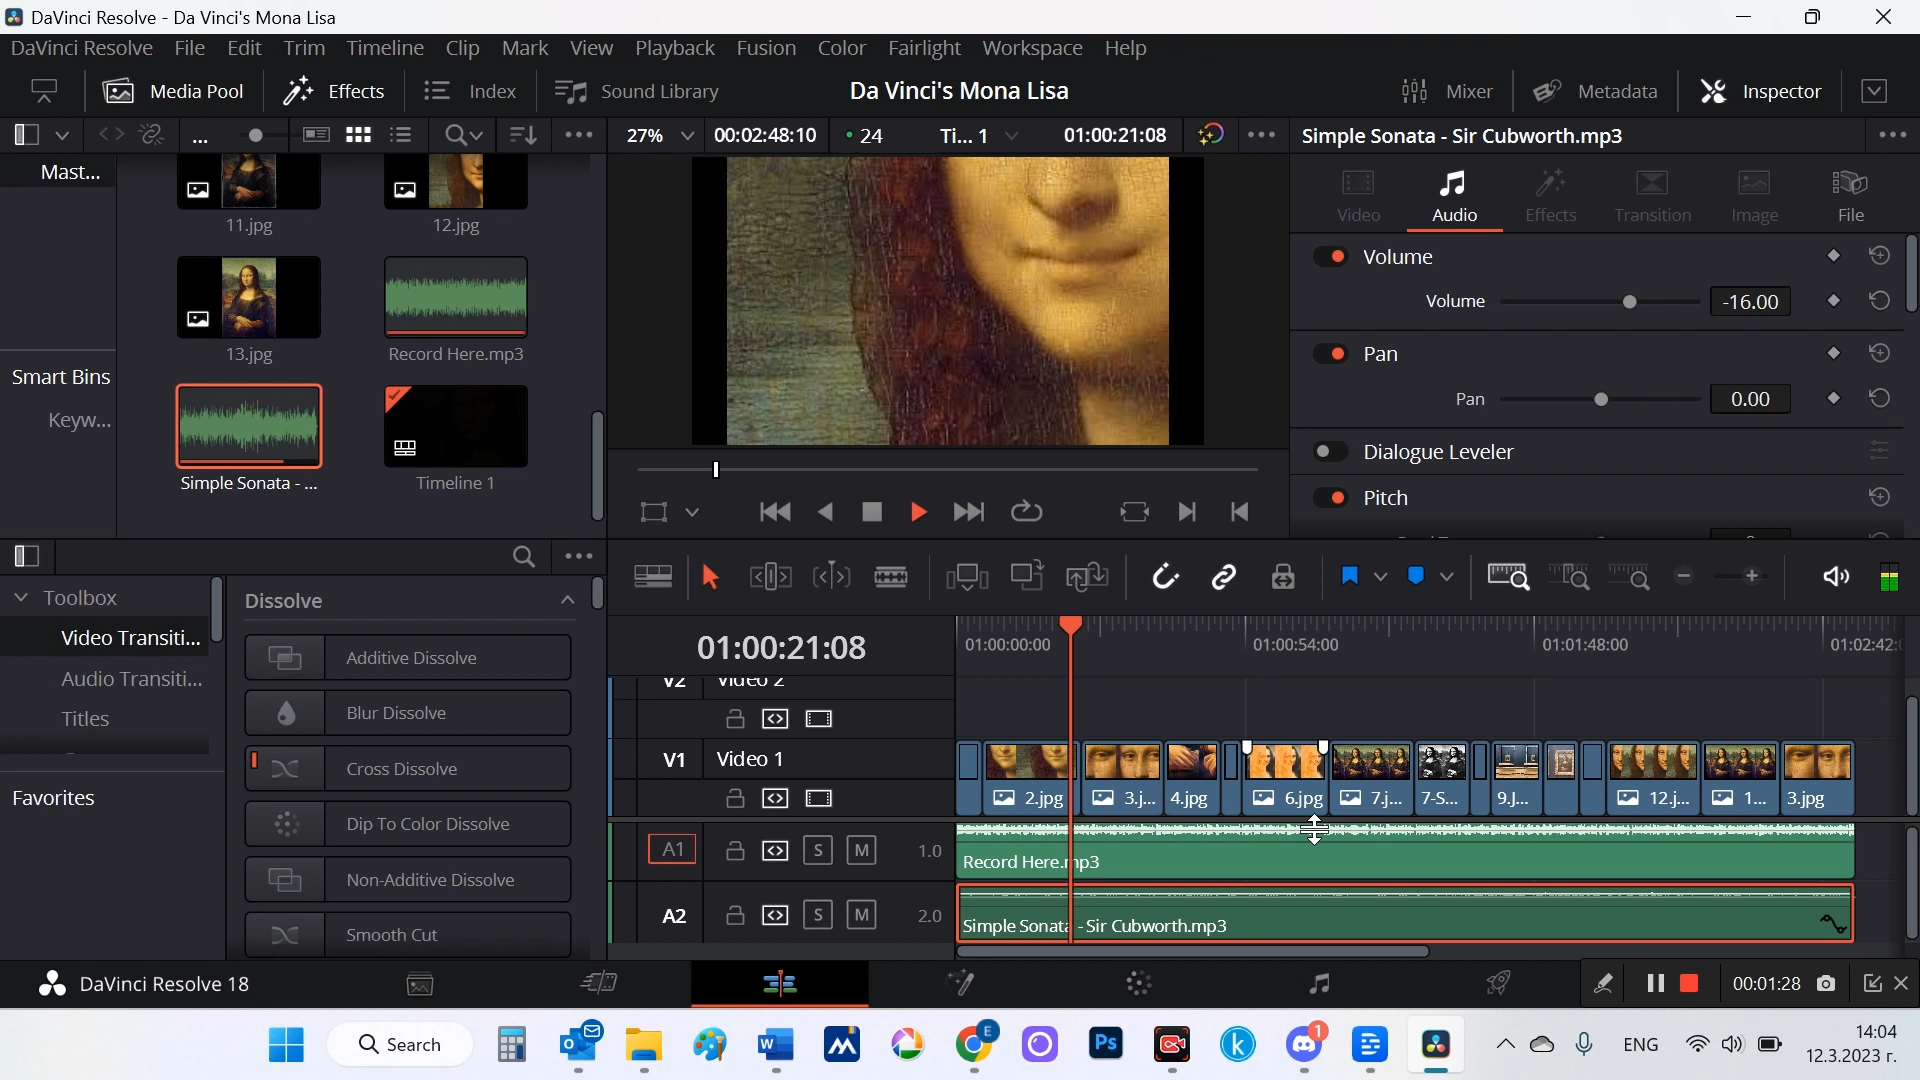 DaVinci Resolve - Da Vinci's Mona Lisa
DaVinci Resolve File Edit Trim Timeline Clip Mark View Playback Fusion Color Fairlight Workspace Help
Media Pool Effects Index Sound Library Da Vinci's Mona Lisa Mixer Metadata Inspector
... 27% 00:02:48:10 24 Ti... 1 01:00:21:08 Simple Sonata - Sir Cubworth.mp3
Mast...
11.jpg 12.jpg
Video Audio Effects Transition Image File
Volume
Volume -16.00
13.jpg Record Here.mp3
Pan
Smart Bins
Pan 0.00
Keyw...
Dialogue Leveler
Simple Sonata - ... Timeline 1
Pitch
Toolbox Dissolve
Video Transiti... Additive Dissolve
01:00:21:08 01:00:00:00 01:00:54:00 01:01:48:00 01:02:42:
Audio Transiti...
Titles Blur Dissolve
V2 Video 2
V1 Video 1
Cross Dissolve
Favorites
2.jpg 3.j... 4.jpg 6.jpg 7.j... 7-S... 9.J... 12.j... 1... 3.jpg
Dip To Color Dissolve
A1 S M 1.0 Record Here.mp3
Non-Additive Dissolve
A2 S M 2.0 Simple Sonata - Sir Cubworth.mp3
Smooth Cut
DaVinci Resolve 18 00:01:28
Search W E Ps k 1 ENG 14:04
12.3.2023 г.